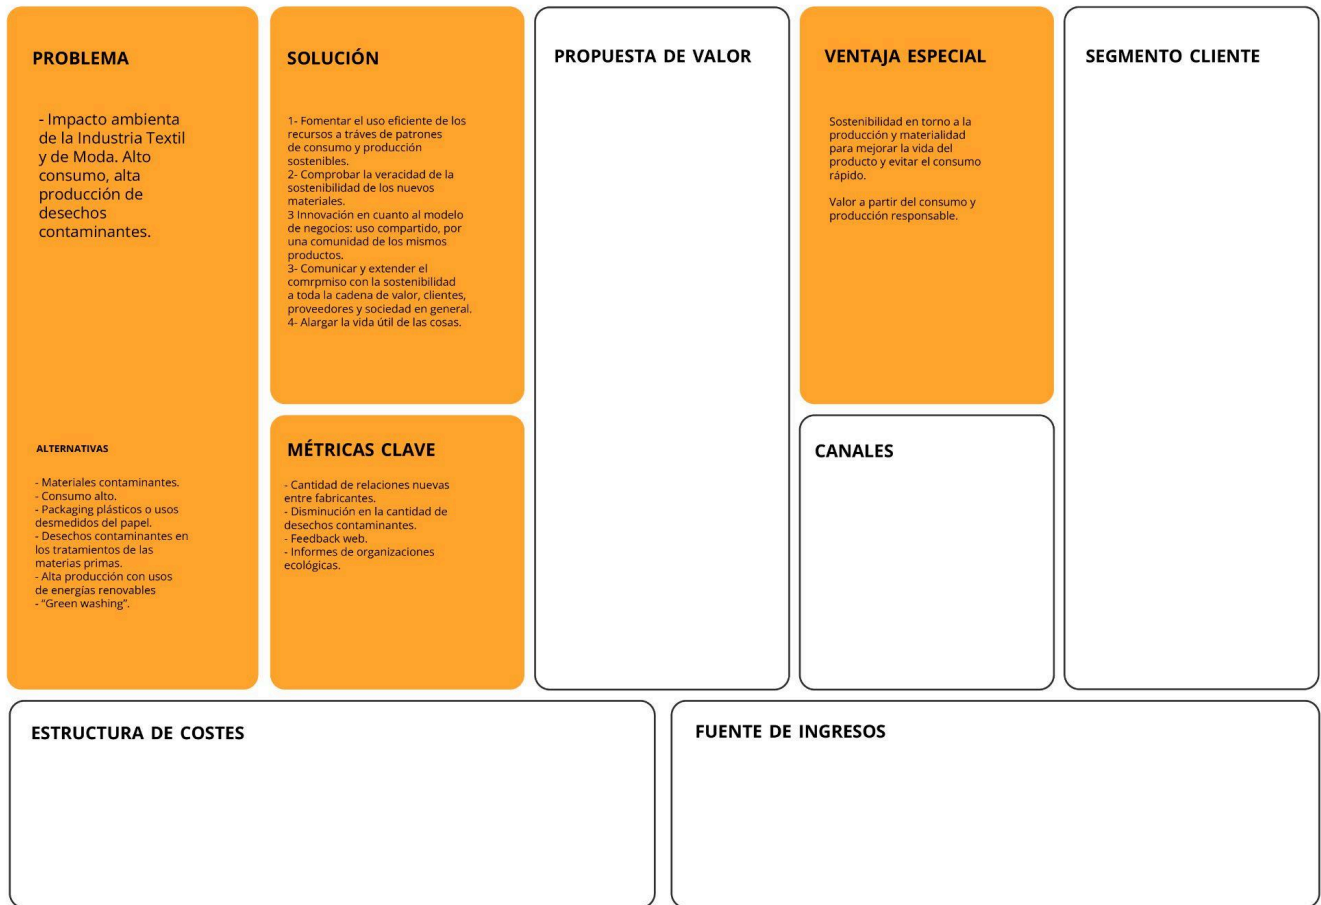 PROBLEMA
- Impacto ambienta
de la Industria Textil
y de Moda. Alto
consumo, alta
producción de
desechos
contaminantes.
ALTERNATIVAS
- Materiales contaminantes.
- Consumo alto.
- Packaging plásticos o usos
desmedidos del papel.
- Desechos contaminantes en
los tratamientos de las
materias primas.
- Alta producción con usos
de energías renovables
- “Green washing”.
SOLUCIÓN
1- Fomentar el uso eficiente de los
recursos a tráves de patrones
de consumo y producción
sostenibles.
2- Comprobar la veracidad de la
sostenibilidad de los nuevos
materiales.
3 Innovación en cuanto al modelo
de negocios: uso compartido, por
una comunidad de los mismos
productos.
3- Comunicar y extender el
comrpmiso con la sostenibilidad
a toda la cadena de valor, clientes,
proveedores y sociedad en general.
4- Alargar la vida útil de las cosas.
MÉTRICAS CLAVE
- Cantidad de relaciones nuevas
entre fabricantes.
- Disminución en la cantidad de
desechos contaminantes.
- Feedback web.
- Informes de organizaciones
ecológicas.
PROPUESTA DE VALOR
VENTAJA ESPECIAL
Sostenibilidad en torno a la
producción y materialidad
para mejorar la vida del
producto y evitar el consumo
rápido.
Valor a partir del consumo y
producción responsable.
CANALES
SEGMENTO CLIENTE
ESTRUCTURA DE COSTES
FUENTE DE INGRESOS